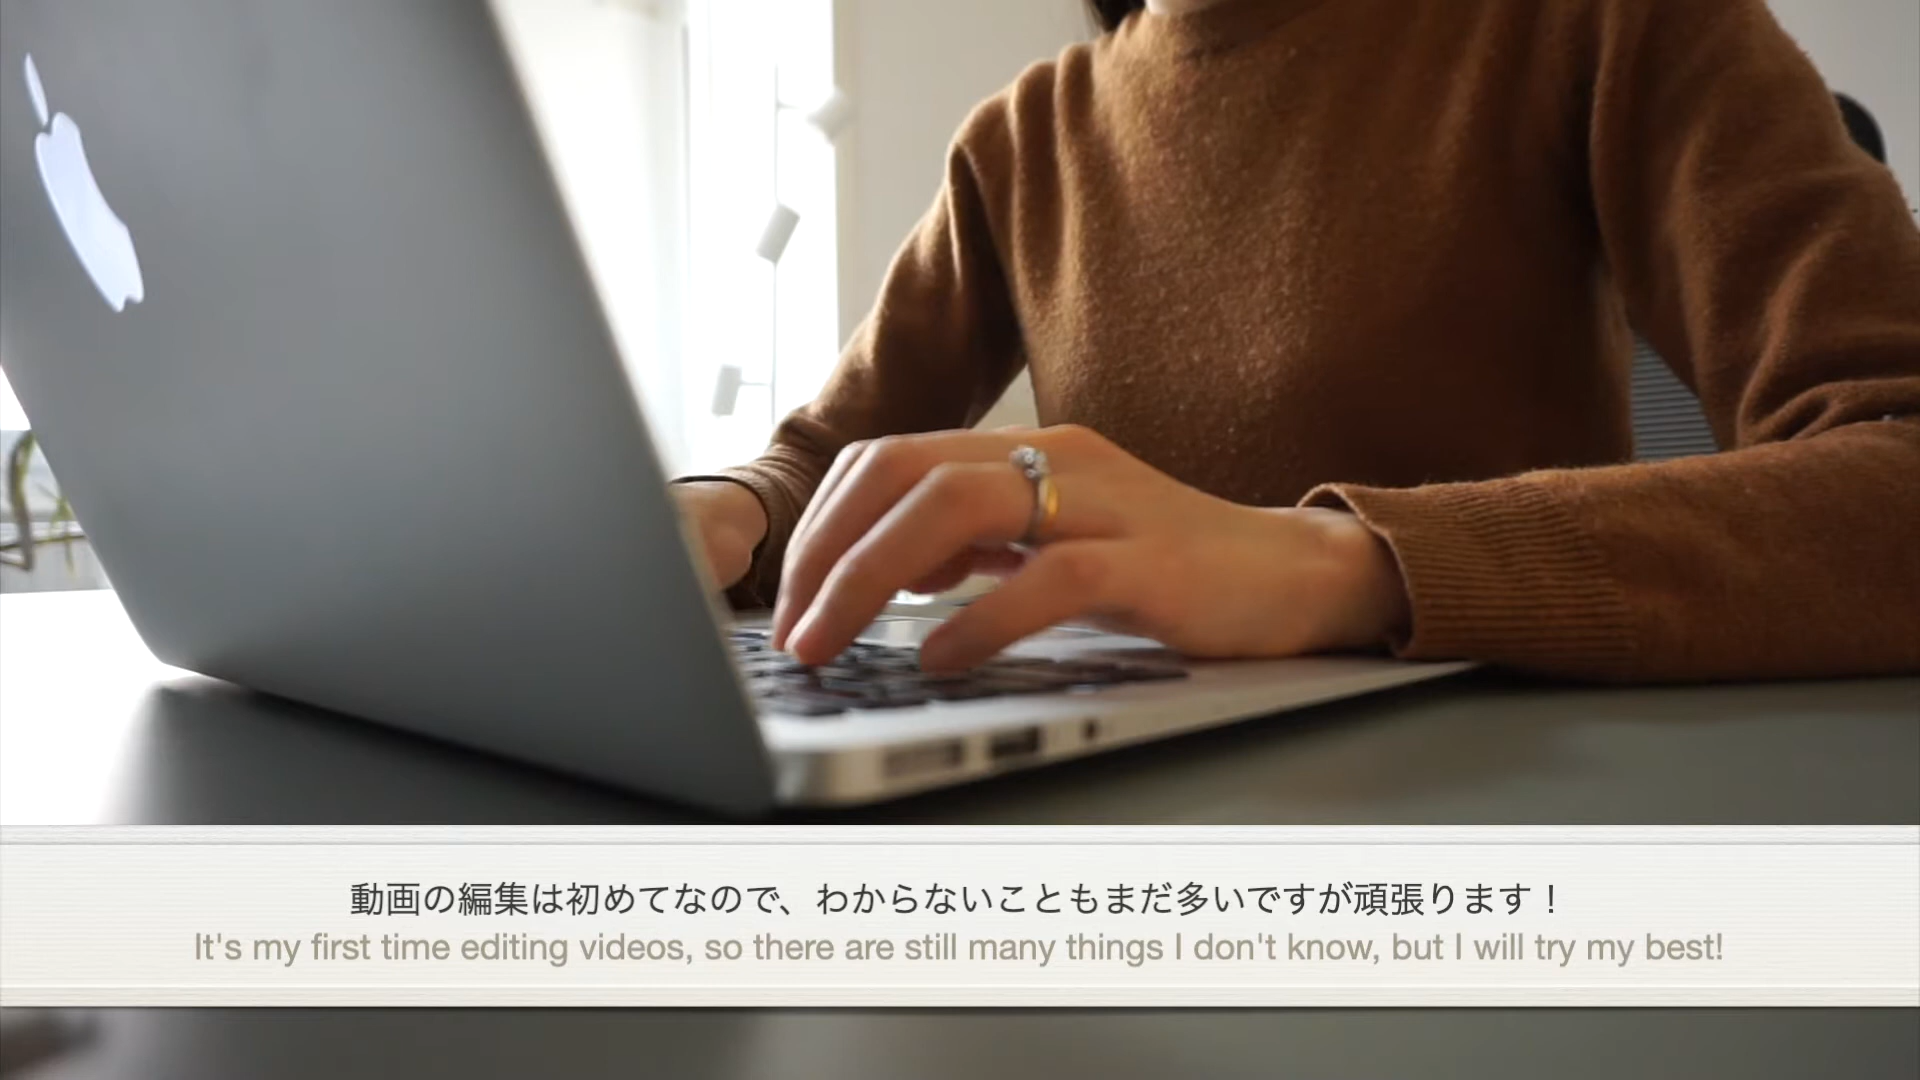 動画の編集は初めてなので、わからないこともまだ多いですが頑張ります！
It's my first time editing videos, so there are still many things I don't know, but I will try my best!